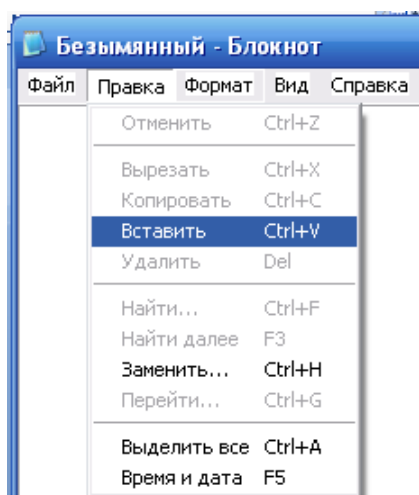 Безымянный - Блокнот
Файл Правка Формат Вид Справка
Отменить Ctrl+Z
Вырезать Ctrl+X
Копировать Ctrl+C
Вставить Ctrl+V
Удалить Del
Найти... Ctrl+F
Найти далее F3
Заменить... Ctrl+H
Перейти... Ctrl+G
Выделить все Ctrl+A
Время и дата F5